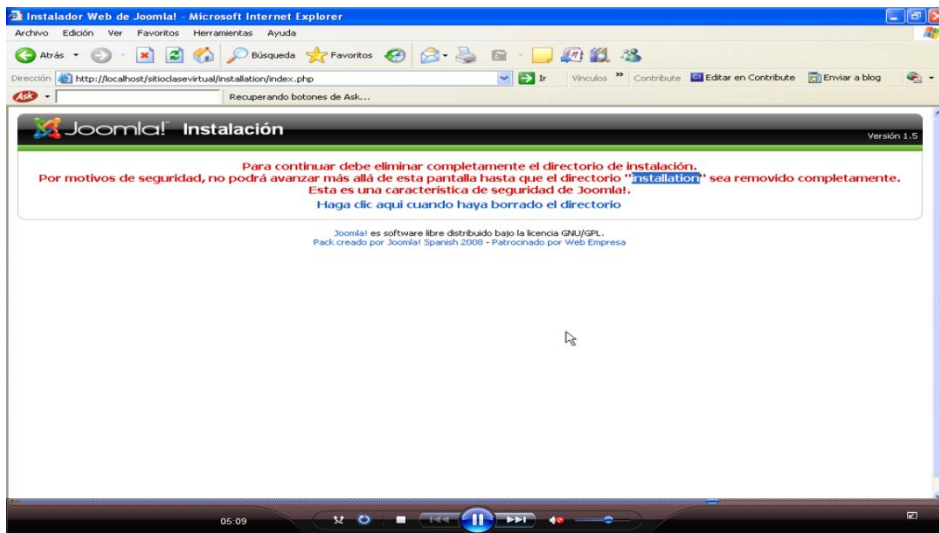 Instalador Web de Joomla! - Microsoft Internet Explorer
Archivo Edición Ver Favoritos Herramientas Ayuda
Atrás Búsqueda Favoritos
Dirección http://localhost/sitioclasevirtual/installation/index.php Ir Vínculos » Contribute Editar en Contribute Enviar a blog
Ask Recuperando botones de Ask...
Joomla! Instalación
Versión 1.5
Para continuar debe eliminar completamente el directorio de instalación.
Por motivos de seguridad, no podrá avanzar más allá de esta pantalla hasta que el directorio "installation" sea removido completamente.
Esta es una característica de seguridad de Joomla!.
Haga clic aqui cuando haya borrado el directorio
Joomla! es software libre distribuido bajo la licencia GNU/GPL.
Pack creado por Joomla! Spanish 2008 - Patrocinado por Web Empresa
05:09